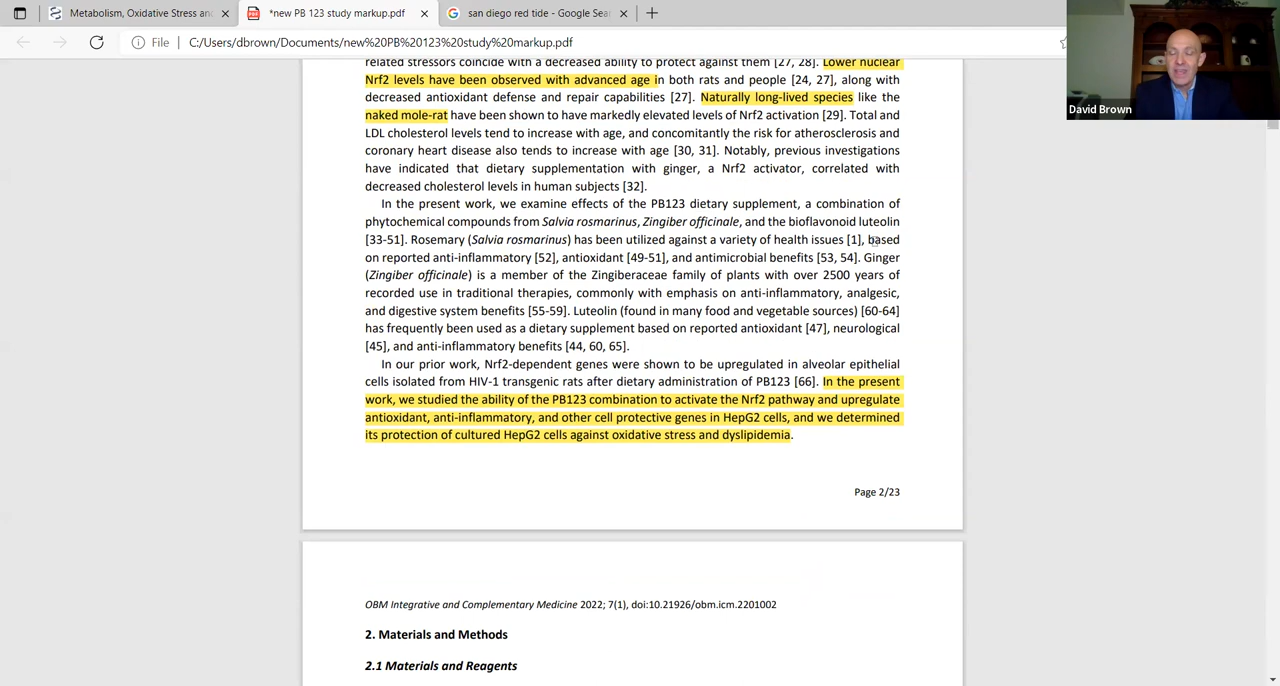 Metabolism, Oxidative Stress an
*new PB 123 study markup.pdf
san diego red tide - Google Sear
File
C:/Users/dbrown/Documents/new%20PB%20123%20study%20markup.pdf
David Brown
related stressors coincide with a decreased ability to protect against them [27, 28]. Lower nuclear
Nrf2 levels have been observed with advanced age in both rats and people [24, 27], along with
decreased antioxidant defense and repair capabilities [27]. Naturally long-lived species like the
naked mole-rat have been shown to have markedly elevated levels of Nrf2 activation [29]. Total and
LDL cholesterol levels tend to increase with age, and concomitantly the risk for atherosclerosis and
coronary heart disease also tends to increase with age [30, 31]. Notably, previous investigations
have indicated that dietary supplementation with ginger, a Nrf2 activator, correlated with
decreased cholesterol levels in human subjects [32].
In the present work, we examine effects of the PB123 dietary supplement, a combination of
phytochemical compounds from Salvia rosmarinus, Zingiber officinale, and the bioflavonoid luteolin
[33-51]. Rosemary (Salvia rosmarinus) has been utilized against a variety of health issues [1], based
on reported anti-inflammatory [52], antioxidant [49-51], and antimicrobial benefits [53, 54]. Ginger
(Zingiber officinale) is a member of the Zingiberaceae family of plants with over 2500 years of
recorded use in traditional therapies, commonly with emphasis on anti-inflammatory, analgesic,
and digestive system benefits [55-59]. Luteolin (found in many food and vegetable sources) [60-64]
has frequently been used as a dietary supplement based on reported antioxidant [47], neurological
[45], and anti-inflammatory benefits [44, 60, 65].
In our prior work, Nrf2-dependent genes were shown to be upregulated in alveolar epithelial
cells isolated from HIV-1 transgenic rats after dietary administration of PB123 [66]. In the present
work, we studied the ability of the PB123 combination to activate the Nrf2 pathway and upregulate
antioxidant, anti-inflammatory, and other cell protective genes in HepG2 cells, and we determined
its protection of cultured HepG2 cells against oxidative stress and dyslipidemia.
Page 2/23
OBM Integrative and Complementary Medicine 2022; 7(1), doi:10.21926/obm.icm.2201002
2. Materials and Methods
2.1 Materials and Reagents